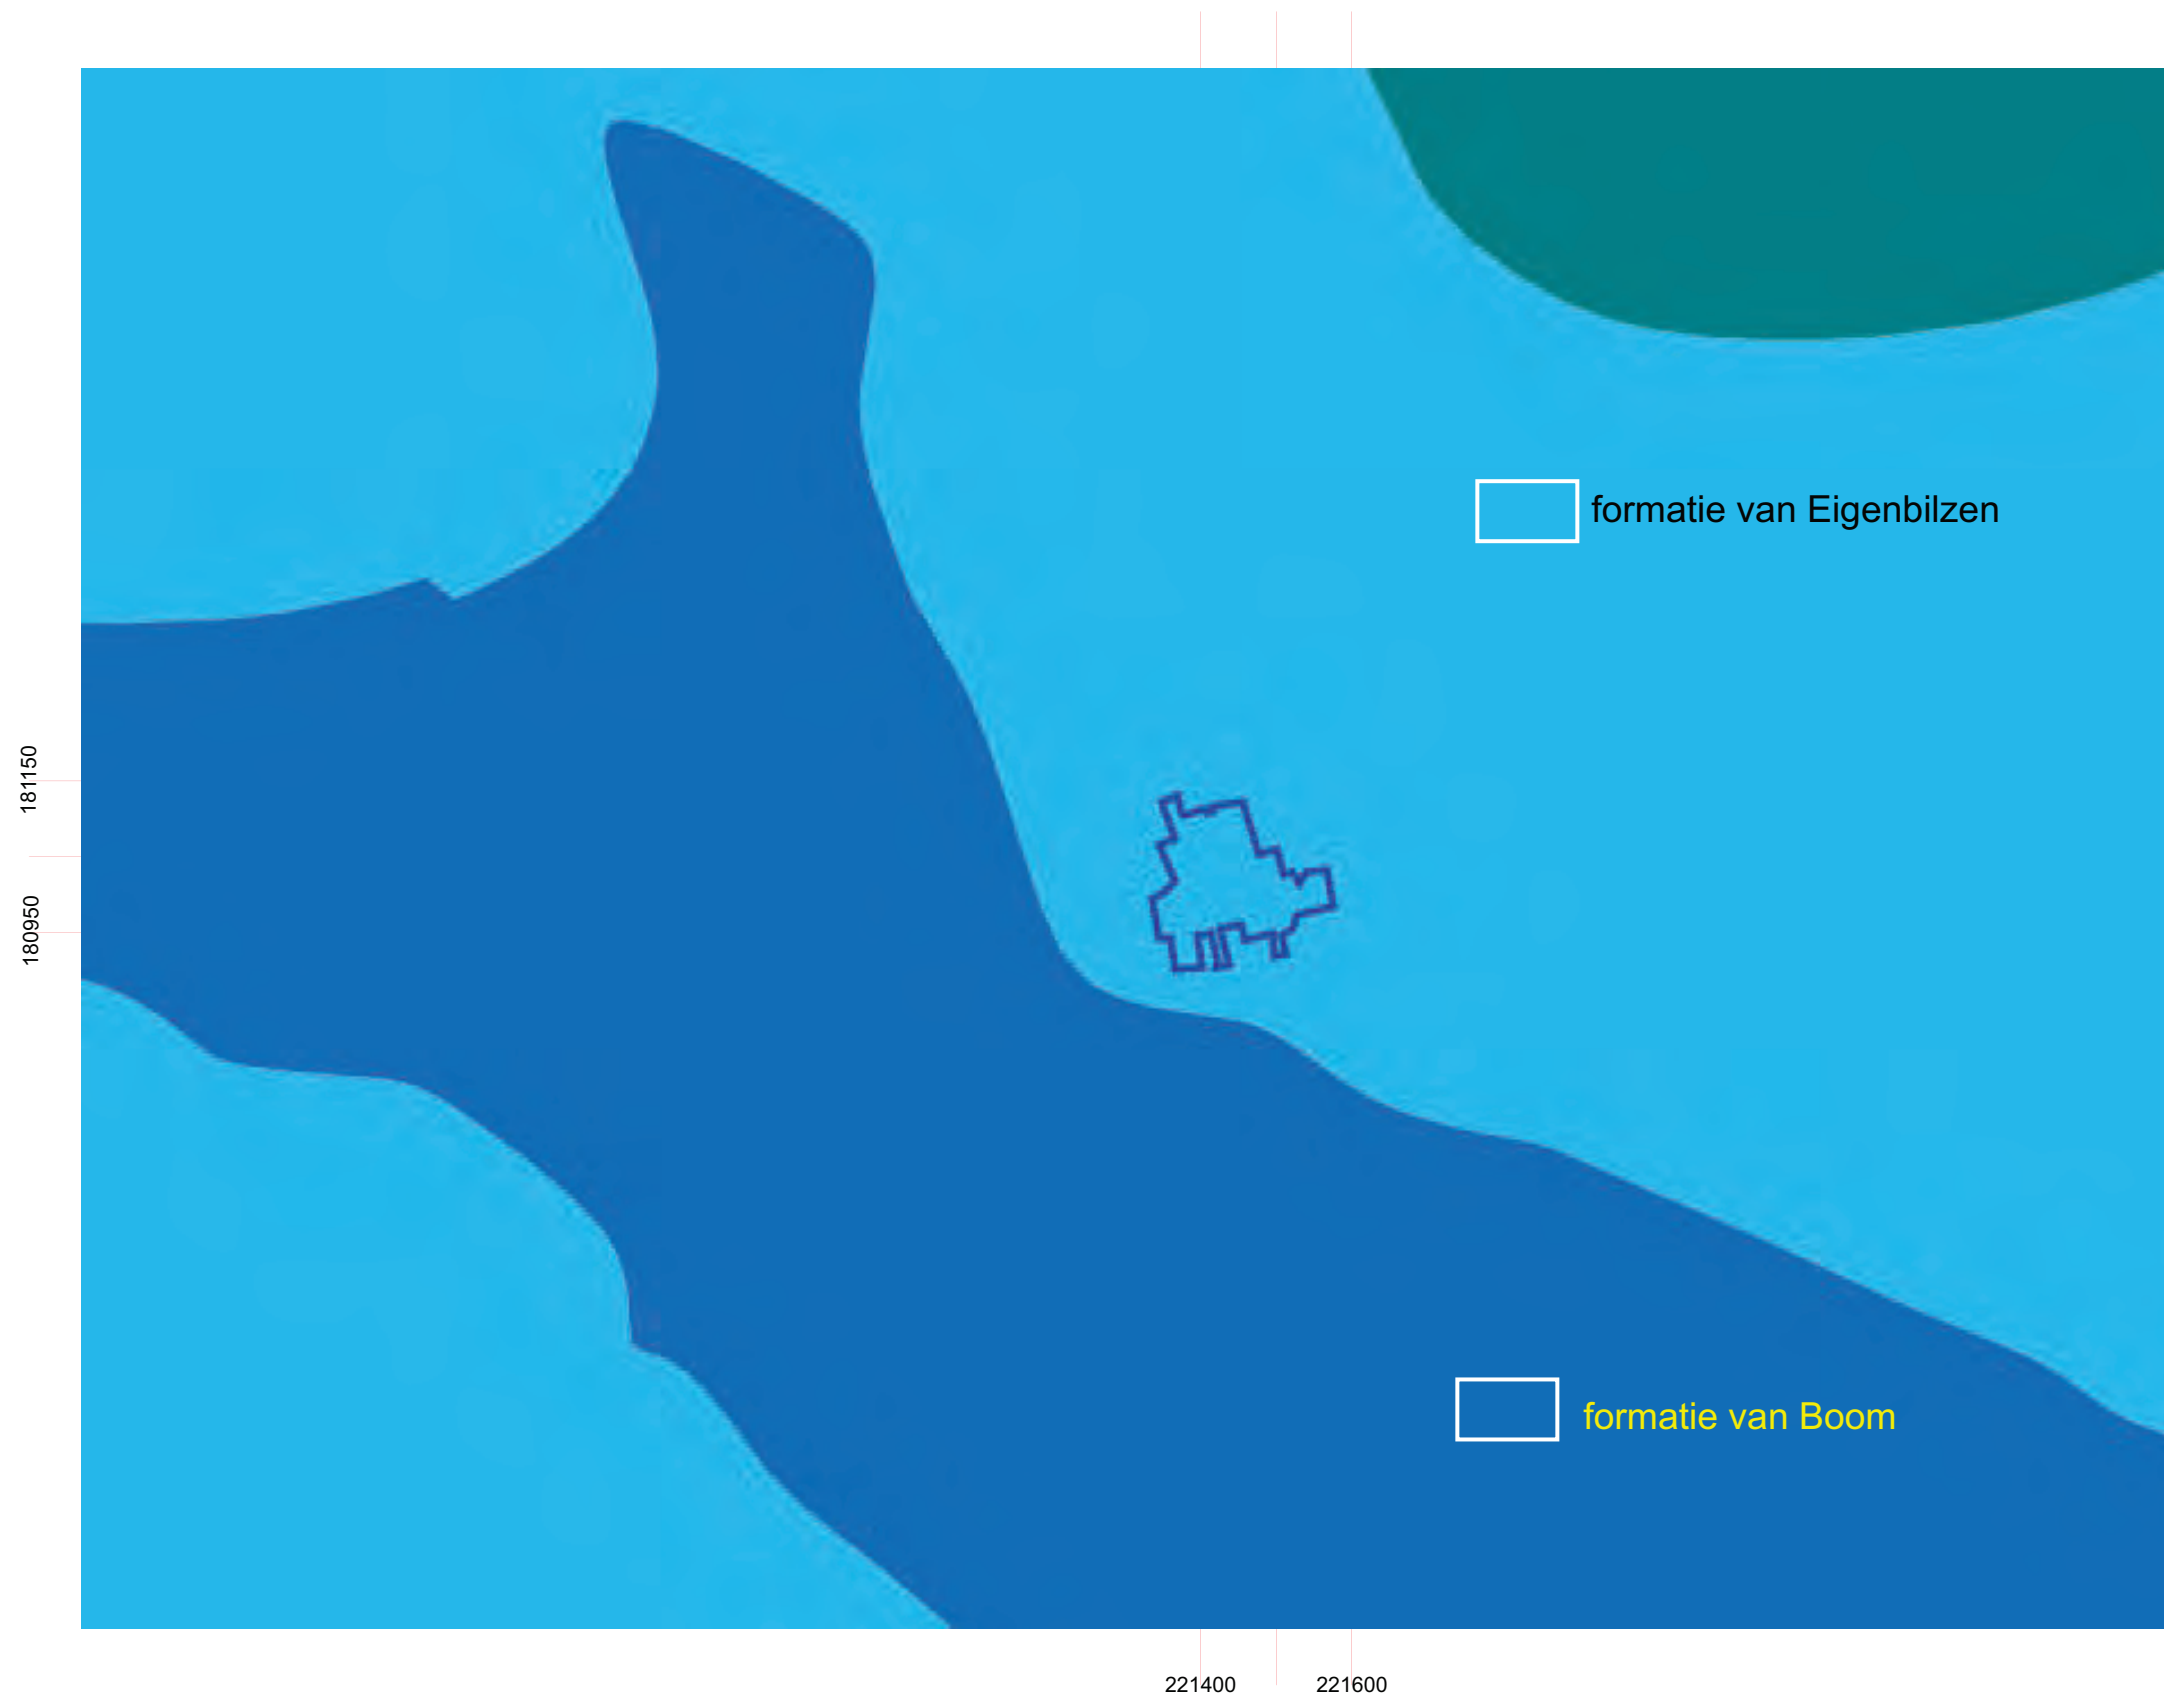 formatie van Eigenbilzen
181150
180950
formatie van Boom
221400
221600